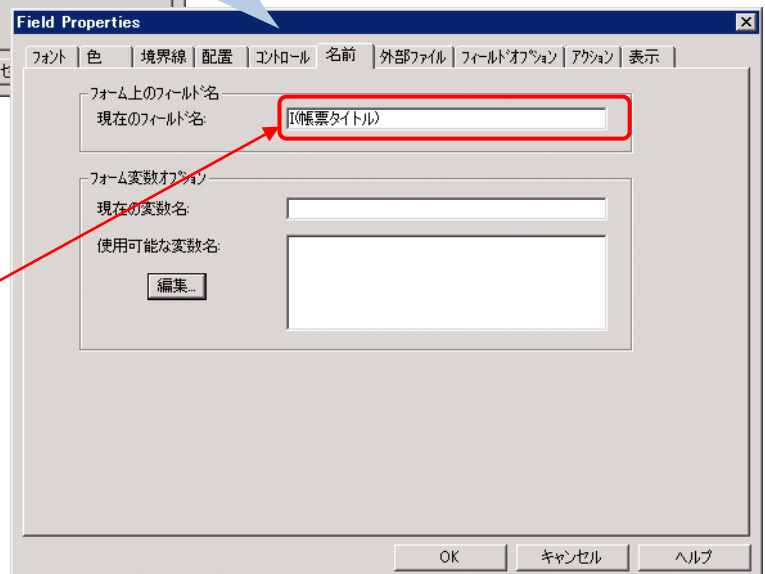 Field Properties
セ
フォント 色 境界線 配置 コントロール 名前 外部ファイル フィールドオプション アクション 表示
フォーム上のフィールド名
現在のフィールド名: I(帳票タイトル)
フォーム変数オプション
現在の変数名:
使用可能な変数名:
編集...
OK キャンセル ヘルプ